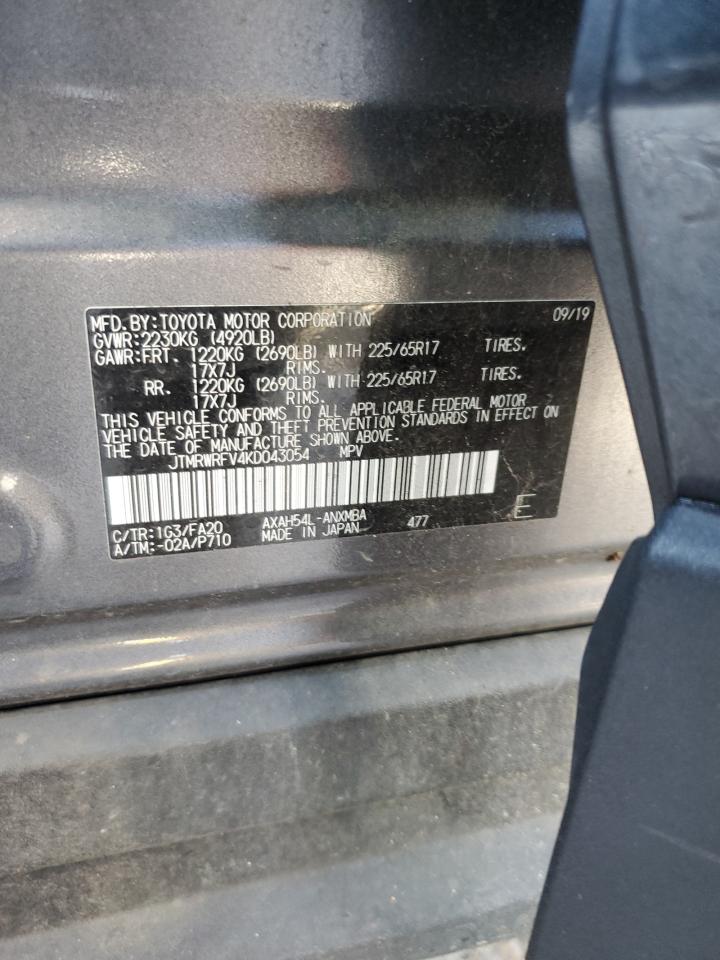 MFD. BY: TOYOTA MOTOR CORPORATION 09/19
GVWR: 2230KG (4920LB)
GAWR: FRT. 1220KG (2690LB) WITH 225/65R17 TIRES.
17X7J RIMS.
RR. 1220KG (2690LB) WITH 225/65R17 TIRES.
17X7J RIMS.
THIS VEHICLE CONFORMS TO ALL APPLICABLE FEDERAL MOTOR
VEHICLE SAFETY AND THEFT PREVENTION STANDARDS IN EFFECT ON
THE DATE OF MANUFACTURE SHOWN ABOVE.
JTMRWRFV4KD043054 MPV
C/TR: 1G3/FA20 AXAH54L-ANXMBA 477 E
A/TM: -02A/P710 MADE IN JAPAN